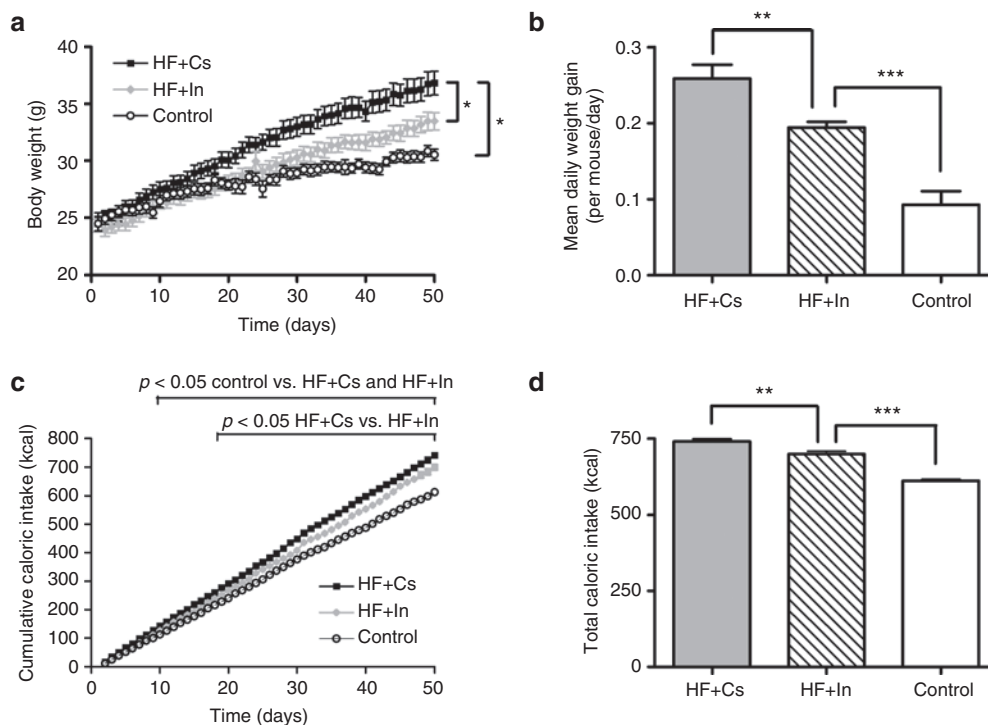 a
40
35
30
25
20
Body weight (g)
HF+Cs
HF+In
Control
*
*
0 10 20 30 40 50
Time (days)
b
0.3
0.2
0.1
0.0
Mean daily weight gain
(per mouse/day)
**
***
HF+Cs HF+In Control
c
p < 0.05 control vs. HF+Cs and HF+In
p < 0.05 HF+Cs vs. HF+In
800
700
600
500
400
300
200
100
0
Cumulative caloric intake (kcal)
HF+Cs
HF+In
Control
0 10 20 30 40 50
Time (days)
d
750
500
250
0
Total caloric intake (kcal)
**
***
HF+Cs HF+In Control